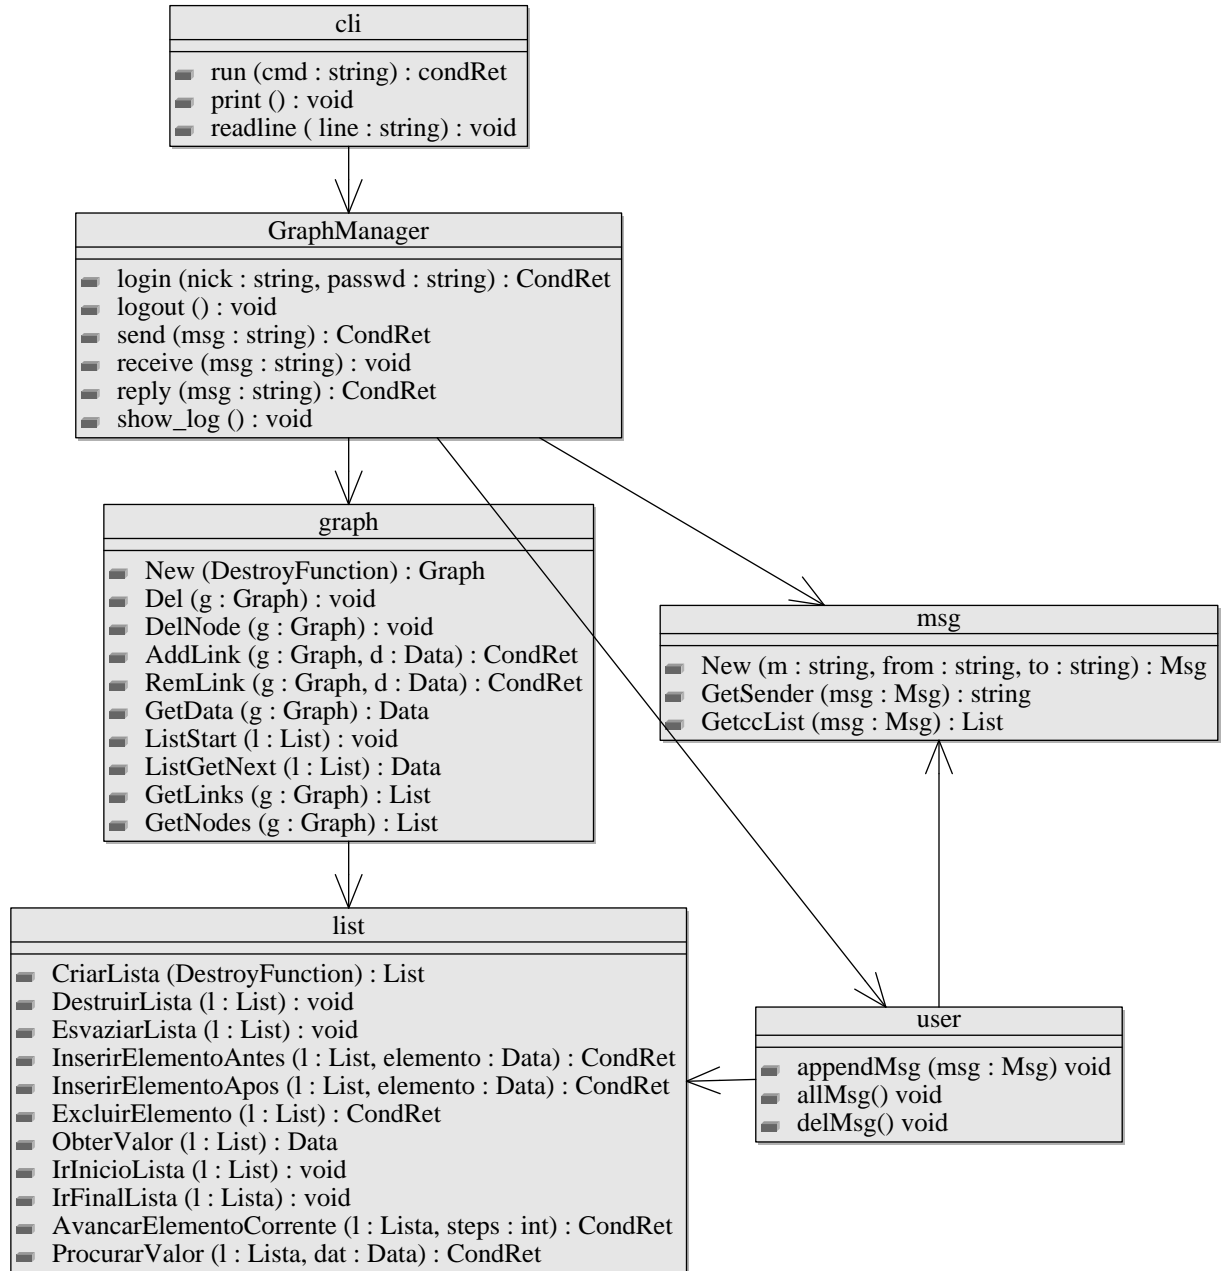 cli
run (cmd : string) : condRet
print () : void
readline ( line : string) : void
GraphManager
login (nick : string, passwd : string) : CondRet
logout () : void
send (msg : string) : CondRet
receive (msg : string) : void
reply (msg : string) : CondRet
show_log () : void
graph
New (DestroyFunction) : Graph
Del (g : Graph) : void
DelNode (g : Graph) : void
AddLink (g : Graph, d : Data) : CondRet
RemLink (g : Graph, d : Data) : CondRet
GetData (g : Graph) : Data
ListStart (l : List) : void
ListGetNext (l : List) : Data
GetLinks (g : Graph) : List
GetNodes (g : Graph) : List
msg
New (m : string, from : string, to : string) : Msg
GetSender (msg : Msg) : string
GetccList (msg : Msg) : List
list
CriarLista (DestroyFunction) : List
DestruirLista (l : List) : void
EsvaziarLista (l : List) : void
InserirElementoAntes (l : List, elemento : Data) : CondRet
InserirElementoApos (l : List, elemento : Data) : CondRet
ExcluirElemento (l : List) : CondRet
ObterValor (l : List) : Data
IrInicioLista (l : List) : void
IrFinalLista (l : Lista) : void
AvancarElementoCorrente (l : Lista, steps : int) : CondRet
ProcurarValor (l : Lista, dat : Data) : CondRet
user
appendMsg (msg : Msg) void
allMsg() void
delMsg() void